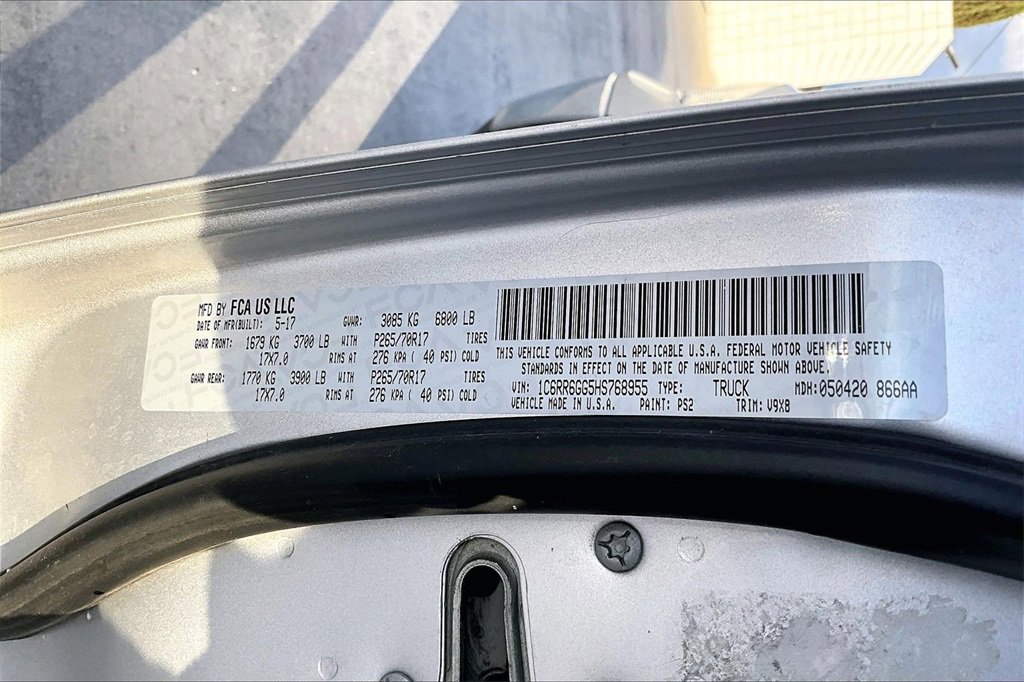 MFD BY FCA US LLC
DATE OF MFR(BUILT): 5-17 GVWR: 3085 KG 6800 LB
GAWR FRONT: 1679 KG 3700 LB WITH P265/70R17 TIRES
17X7.0 RIMS AT 276 KPA ( 40 PSI) COLD
GAWR REAR: 1770 KG 3900 LB WITH P265/70R17 TIRES
17X7.0 RIMS AT 276 KPA ( 40 PSI) COLD
THIS VEHICLE CONFORMS TO ALL APPLICABLE U.S.A. FEDERAL MOTOR VEHICLE SAFETY
STANDARDS IN EFFECT ON THE DATE OF MANUFACTURE SHOWN ABOVE.
VIN: 1C6RR6GG5HS768955 TYPE: TRUCK MDH:050420 866AA
VEHICLE MADE IN U.S.A. PAINT: PS2 TRIM: V9X8